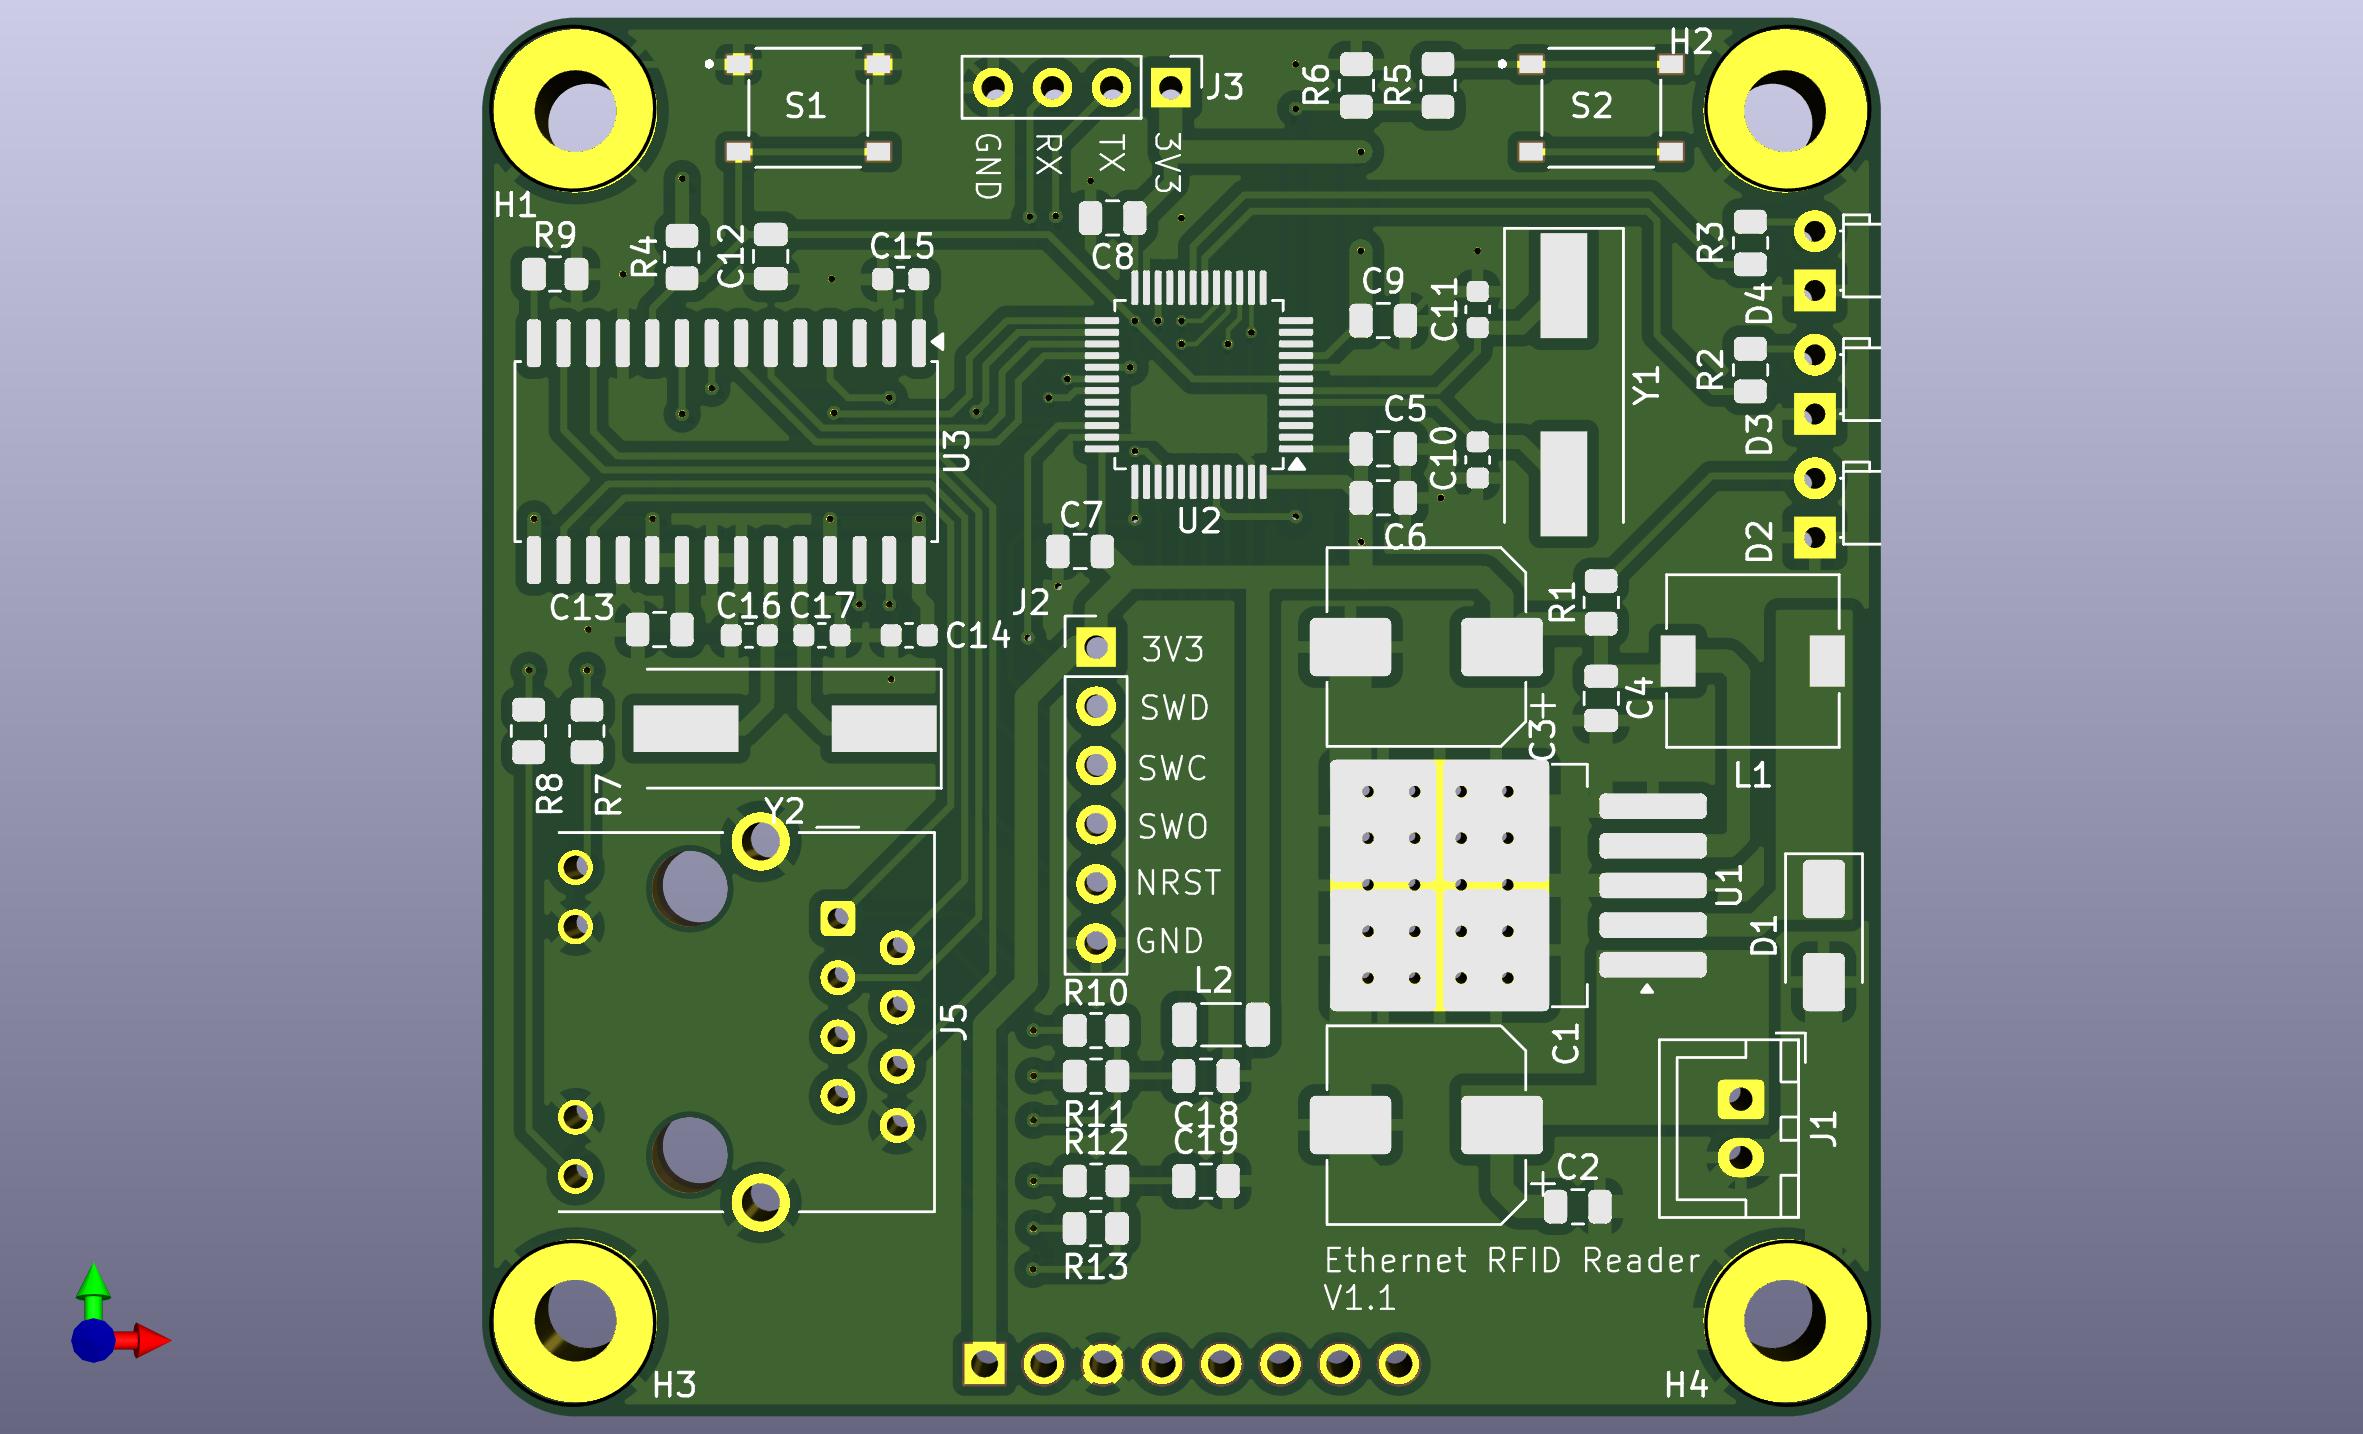 H2
S1
J3
R6
R5
S2
GND
RX
TX
3V3
H1
R9
R4
C12
C15
C8
R3
C9
C11
D4
R2
Y1
C5
D3
U3
C10
C7
U2
C6
D2
C13
C16
C17
J2
C14
R1
3V3
SWD
C4
C3
SWC
L1
R8
R7
Y2
SWO
NRST
U1
GND
D1
L2
R10
J5
C1
R11
C18
R12
C19
J1
C2
R13
Ethernet RFID Reader
V1.1
H3
H4